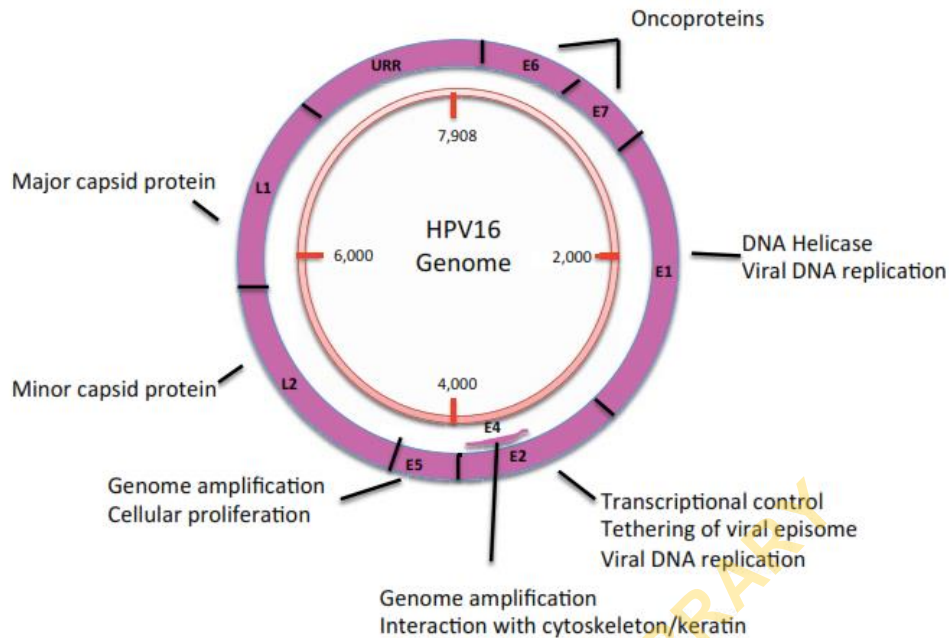 Oncoproteins
URR
E6
E7
7,908
L1
Major capsid protein
HPV16
Genome
6,000
2,000
DNA Helicase
Viral DNA replication
E1
Minor capsid protein
L2
4,000
E4
E2
E5
Genome amplification
Cellular proliferation
Transcriptional control
Tethering of viral episome
Viral DNA replication
Genome amplification
Interaction with cytoskeleton/keratin